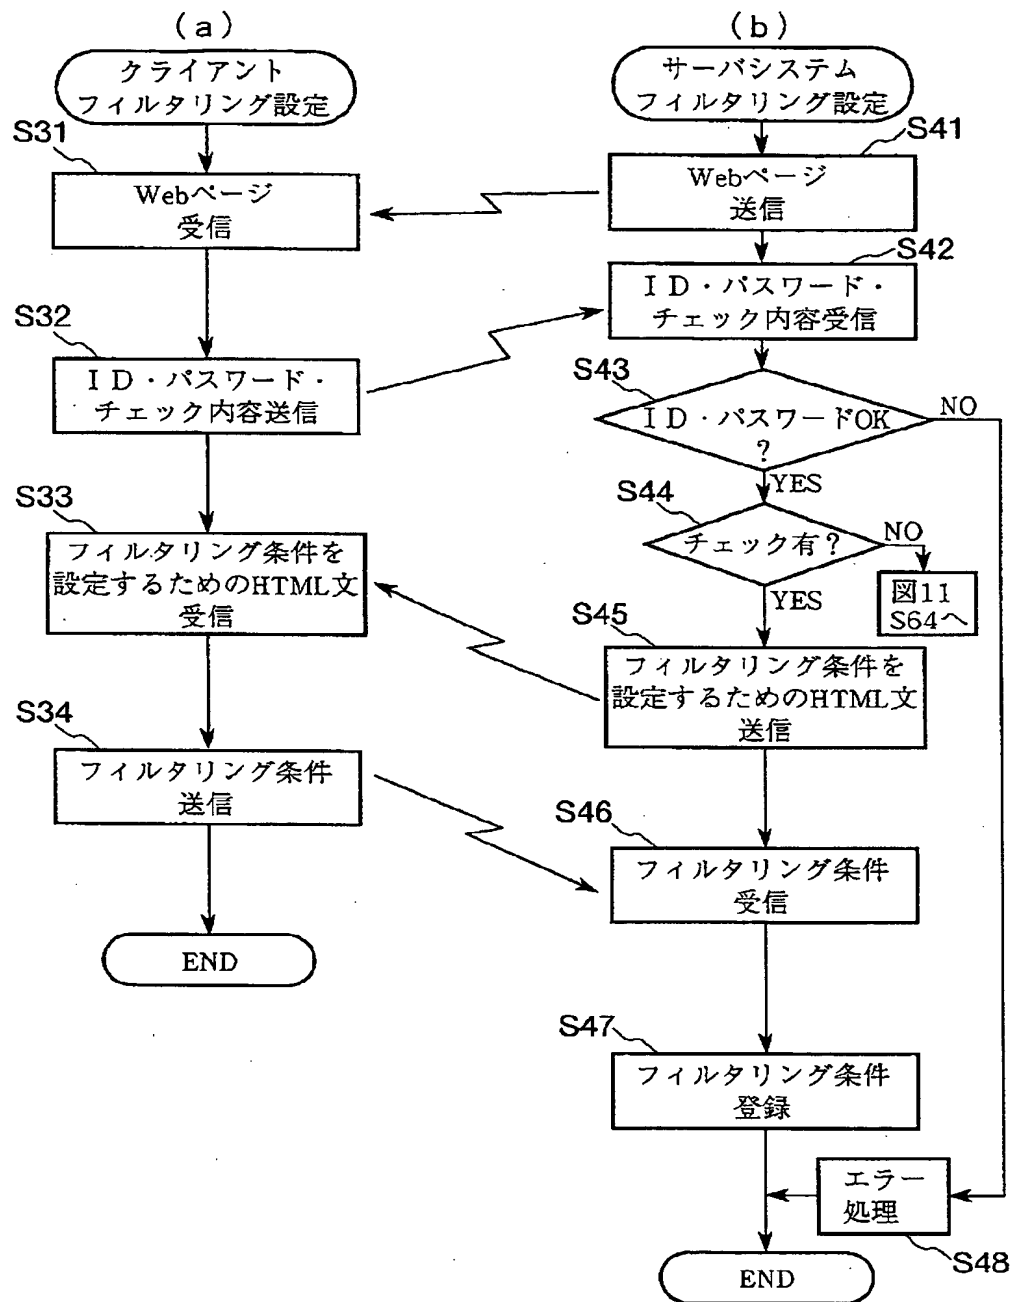 (a)
クライアント
フィルタリング設定
S31
Webページ
受信
S32
ID・パスワード・
チェック内容送信
S33
フィルタリング条件を
設定するためのHTML文
受信
S34
フィルタリング条件
送信
END
(b)
サーバシステム
フィルタリング設定
S41
Webページ
送信
S42
ID・パスワード・
チェック内容受信
S43
ID・パスワードOK
?
NO
YES
S44
チェック有?
NO
図11
S64へ
YES
S45
フィルタリング条件を
設定するためのHTML文
送信
S46
フィルタリング条件
受信
S47
フィルタリング条件
登録
エラー
処理
S48
END